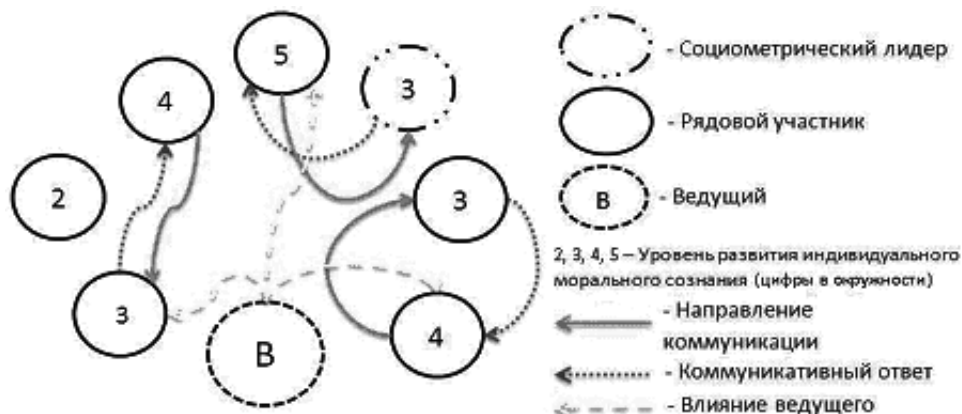 5
3
4
2
3
3
4
В
- Социометрический лидер
- Рядовой участник
В
- Ведущий
2, 3, 4, 5 – Уровень развития индивидуального
морального сознания (цифры в окружности)
- Направление
коммуникации
- Коммуникативный ответ
- Влияние ведущего